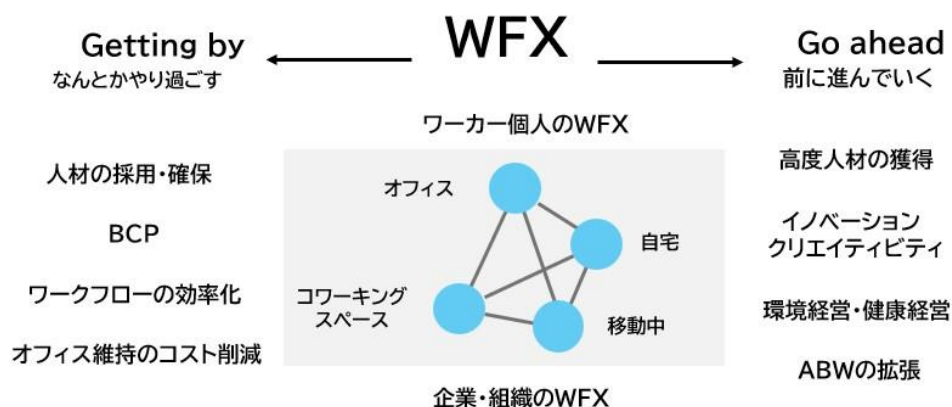 WFX
Getting by
なんとかやり過ごす
Go ahead
前に進んでいく
ワーカー個人のWFX
人材の採用・確保
BCP
ワークフローの効率化
オフィス維持のコスト削減
オフィス
自宅
コワーキング
スペース
移動中
高度人材の獲得
イノベーション
クリエイティビティ
環境経営・健康経営
ABWの拡張
企業・組織のWFX